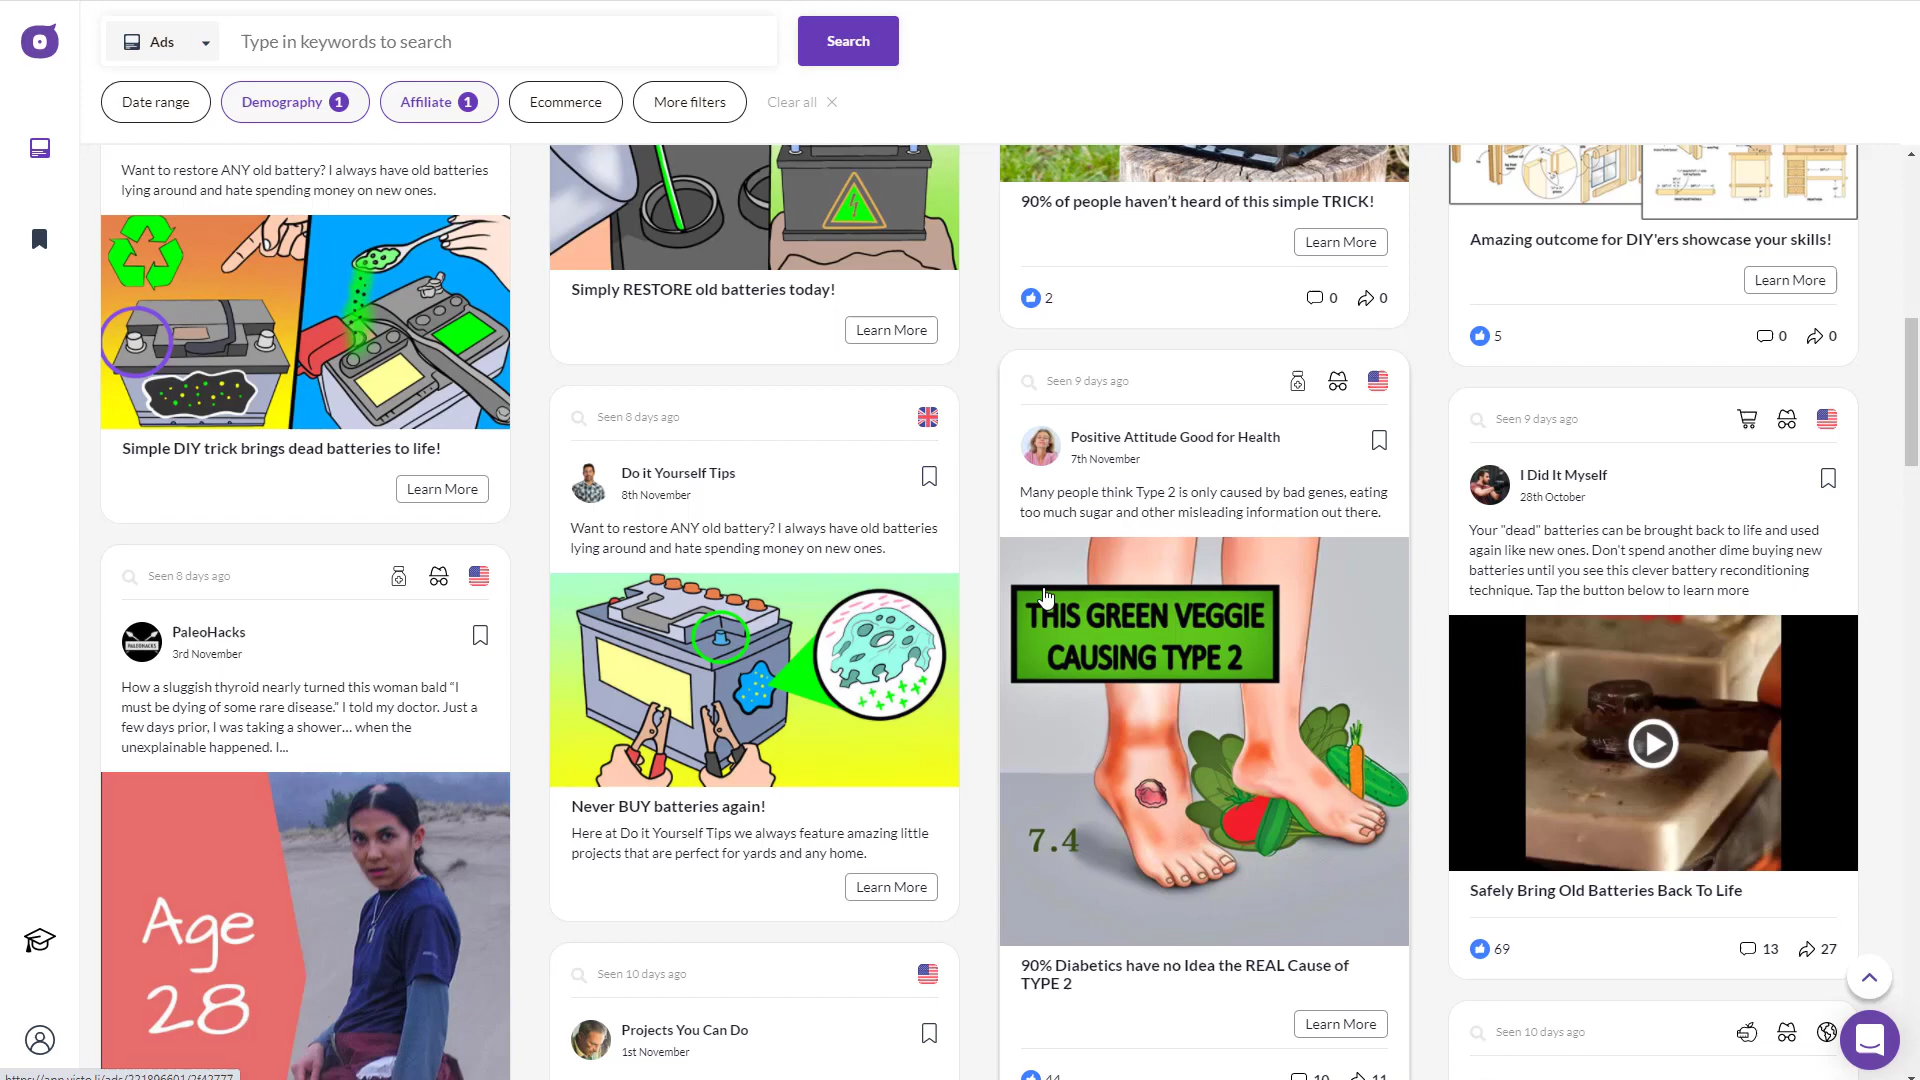 Ads
Type in keywords to search
Search
Date range
Demography 1
Affiliate 1
Ecommerce
More filters
Clear all
Want to restore ANY old battery? I always have old batteries
lying around and hate spending money on new ones.
Simple DIY trick brings dead batteries to life!
Learn More
Seen 8 days ago
PaleoHacks
3rd November
How a sluggish thyroid nearly turned this woman bald “I
must be dying of some rare disease.” I told my doctor. Just a
few days prior, I was taking a shower… when the
unexplainable happened. I...
Age
28
Simply RESTORE old batteries today!
Learn More
Seen 8 days ago
Do it Yourself Tips
8th November
Want to restore ANY old battery? I always have old batteries
lying around and hate spending money on new ones.
Never BUY batteries again!
Here at Do it Yourself Tips we always feature amazing little
projects that are perfect for yards and any home.
Learn More
Seen 10 days ago
Projects You Can Do
1st November
90% of people haven’t heard of this simple TRICK!
Learn More
2
0
0
Seen 9 days ago
Positive Attitude Good for Health
7th November
Many people think Type 2 is only caused by bad genes, eating
too much sugar and other misleading information out there.
THIS GREEN VEGGIE
CAUSING TYPE 2
7.4
90% Diabetics have no Idea the REAL Cause of
TYPE 2
Learn More
44
10
11
Amazing outcome for DIY'ers showcase your skills!
Learn More
5
0
0
Seen 9 days ago
I Did It Myself
28th October
Your "dead" batteries can be brought back to life and used
again like new ones. Don't spend another dime buying new
batteries until you see this clever battery reconditioning
technique. Tap the button below to learn more
Safely Bring Old Batteries Back To Life
69
13
27
Seen 10 days ago